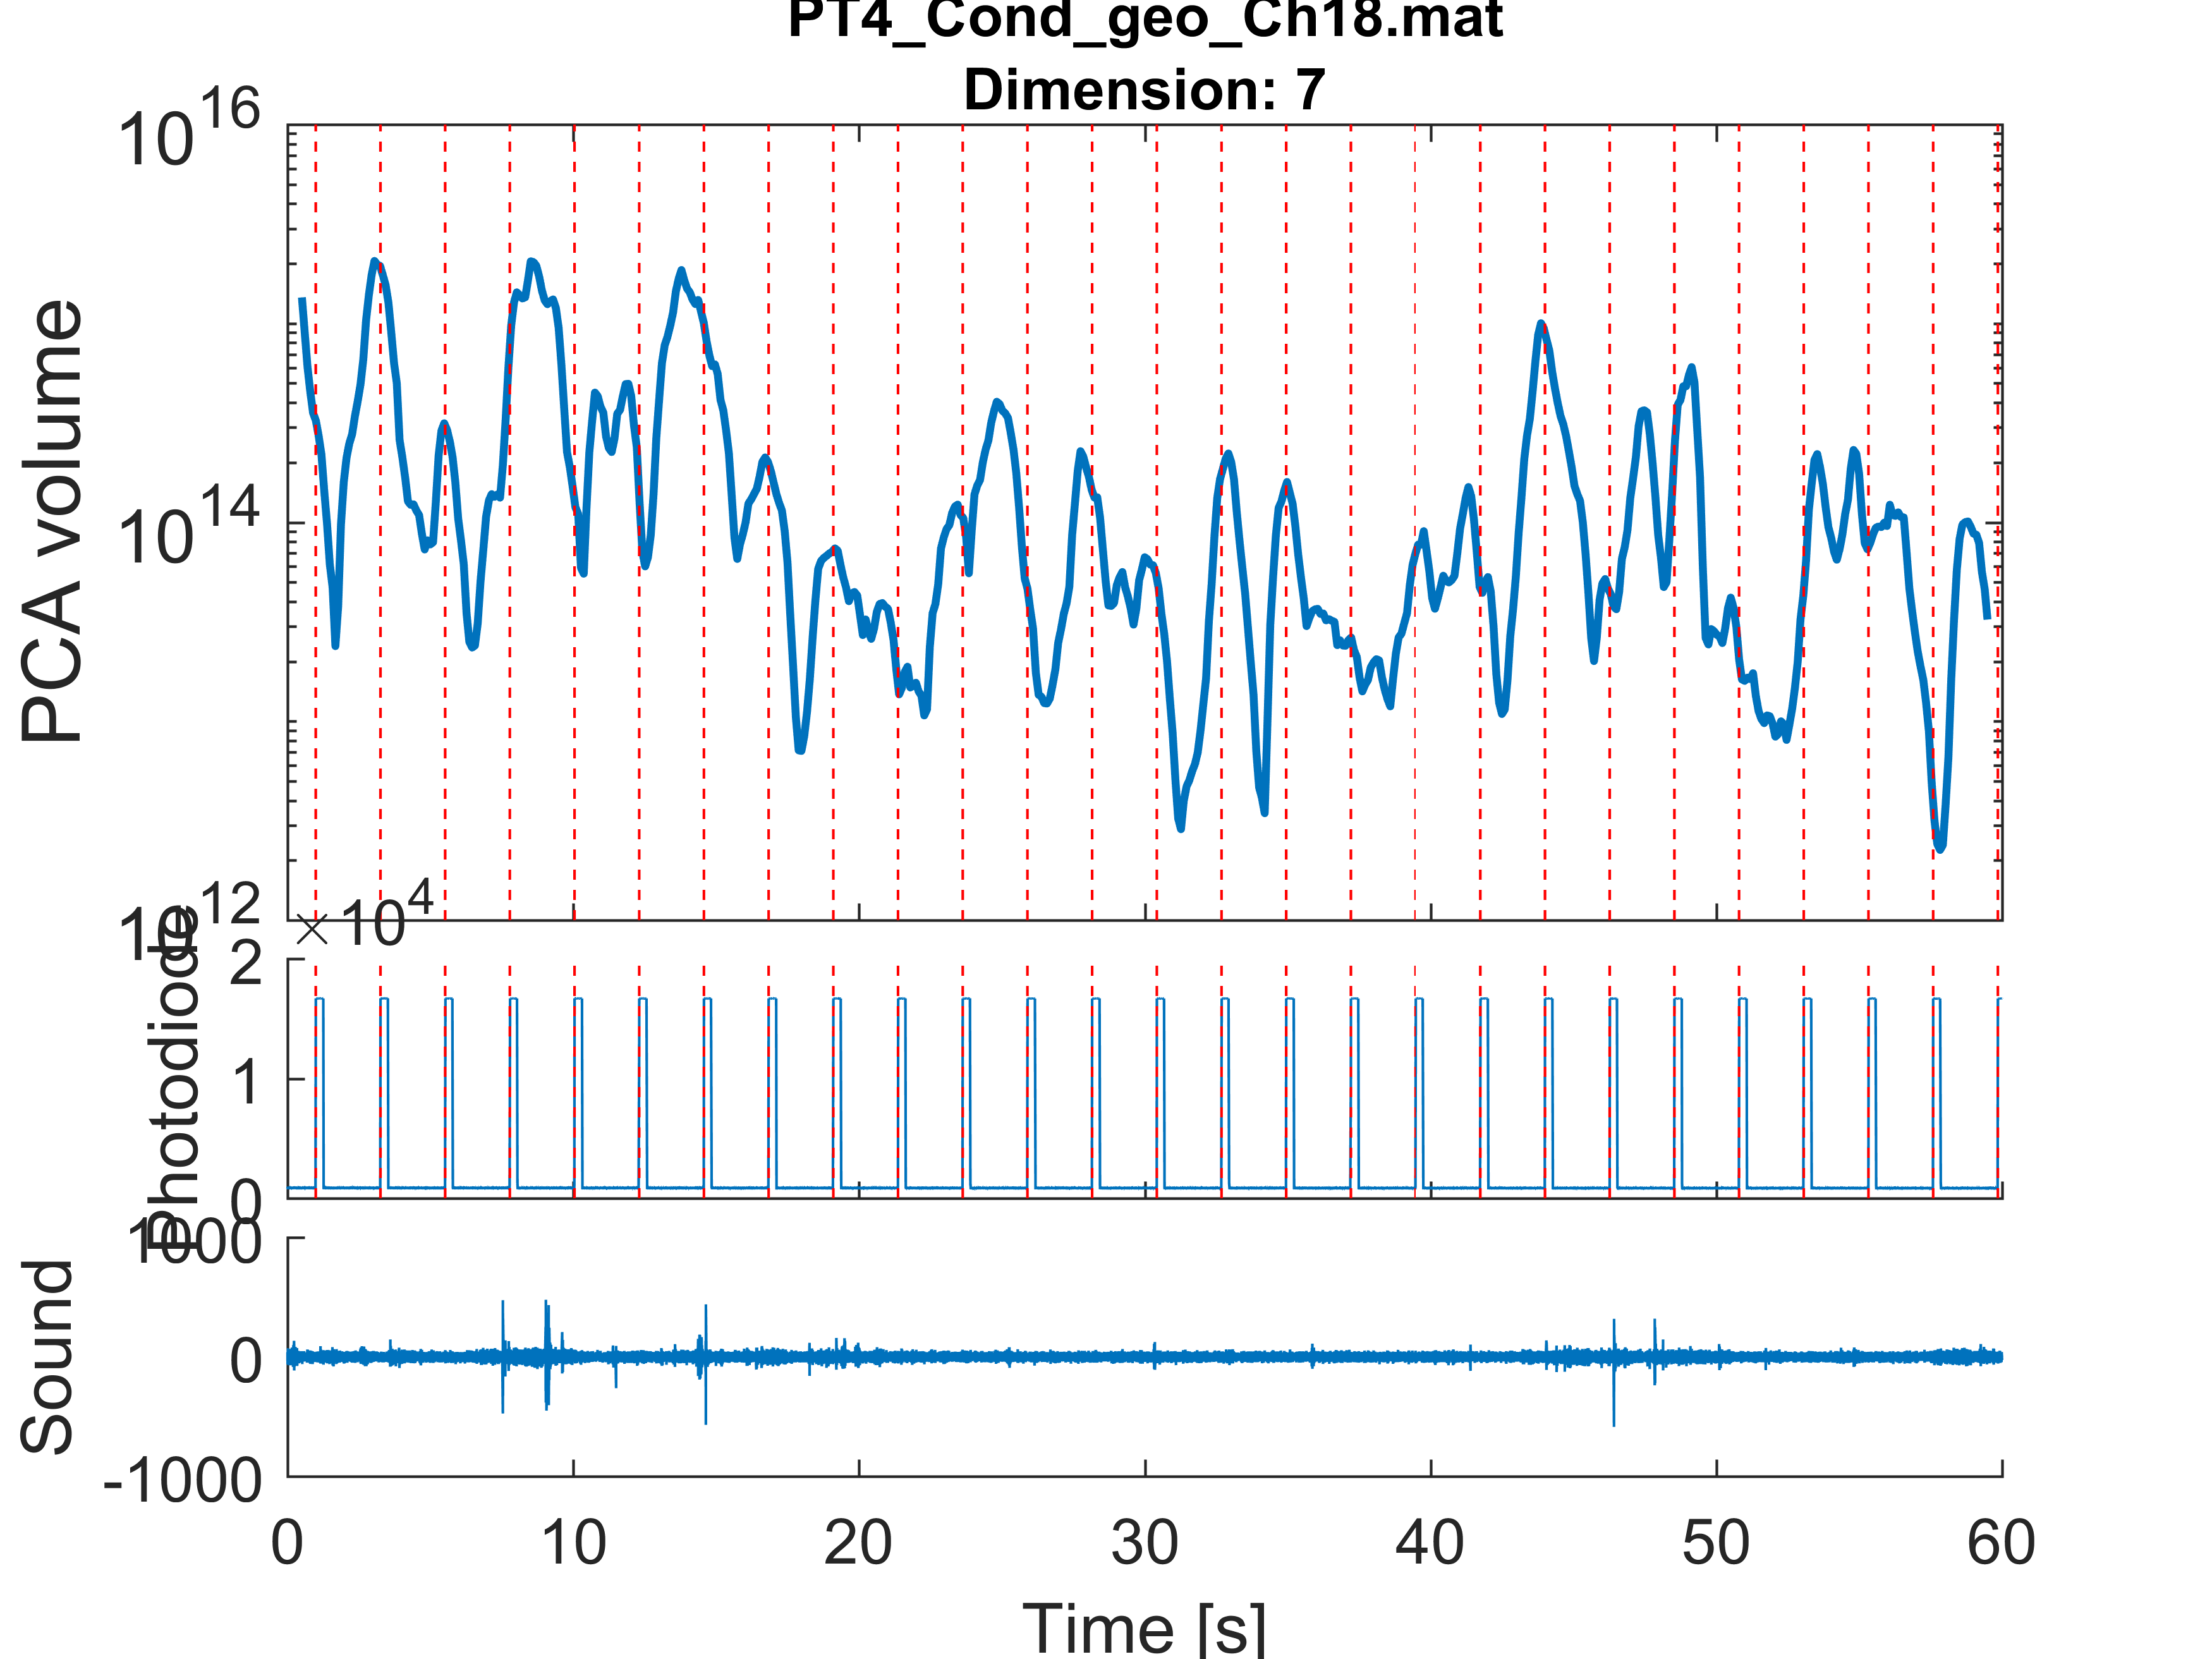 PT4_Cond_geo_Ch18.mat
Dimension: 7
10^16
10^14
10^12
PCA volume
×10^4
2
1
0
Photodiode
1000
0
-1000
Sound
0 10 20 30 40 50 60
Time [s]